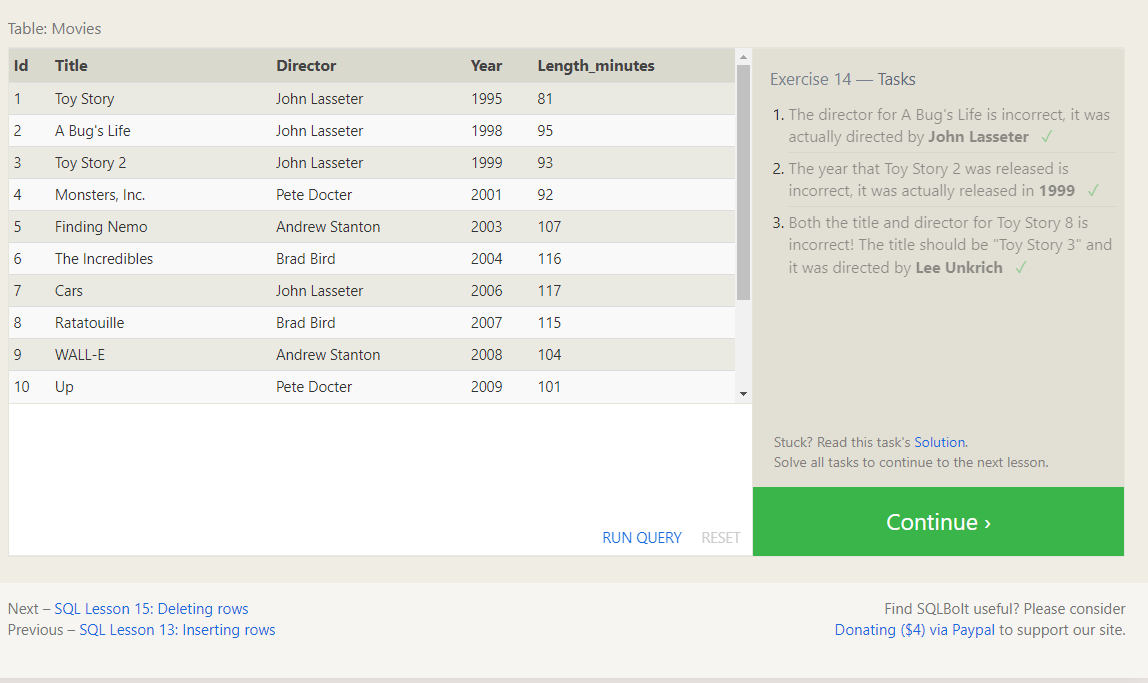 Table: Movies
Id Title Director Year Length_minutes
1 Toy Story John Lasseter 1995 81
2 A Bug's Life John Lasseter 1998 95
3 Toy Story 2 John Lasseter 1999 93
4 Monsters, Inc. Pete Docter 2001 92
5 Finding Nemo Andrew Stanton 2003 107
6 The Incredibles Brad Bird 2004 116
7 Cars John Lasseter 2006 117
8 Ratatouille Brad Bird 2007 115
9 WALL-E Andrew Stanton 2008 104
10 Up Pete Docter 2009 101
RUN QUERY RESET
Exercise 14 — Tasks
1. The director for A Bug's Life is incorrect, it was
actually directed by John Lasseter ✓
2. The year that Toy Story 2 was released is
incorrect, it was actually released in 1999 ✓
3. Both the title and director for Toy Story 8 is
incorrect! The title should be "Toy Story 3" and
it was directed by Lee Unkrich ✓
Stuck? Read this task's Solution.
Solve all tasks to continue to the next lesson.
Continue ›
Next – SQL Lesson 15: Deleting rows
Previous – SQL Lesson 13: Inserting rows
Find SQLBolt useful? Please consider
Donating ($4) via Paypal to support our site.